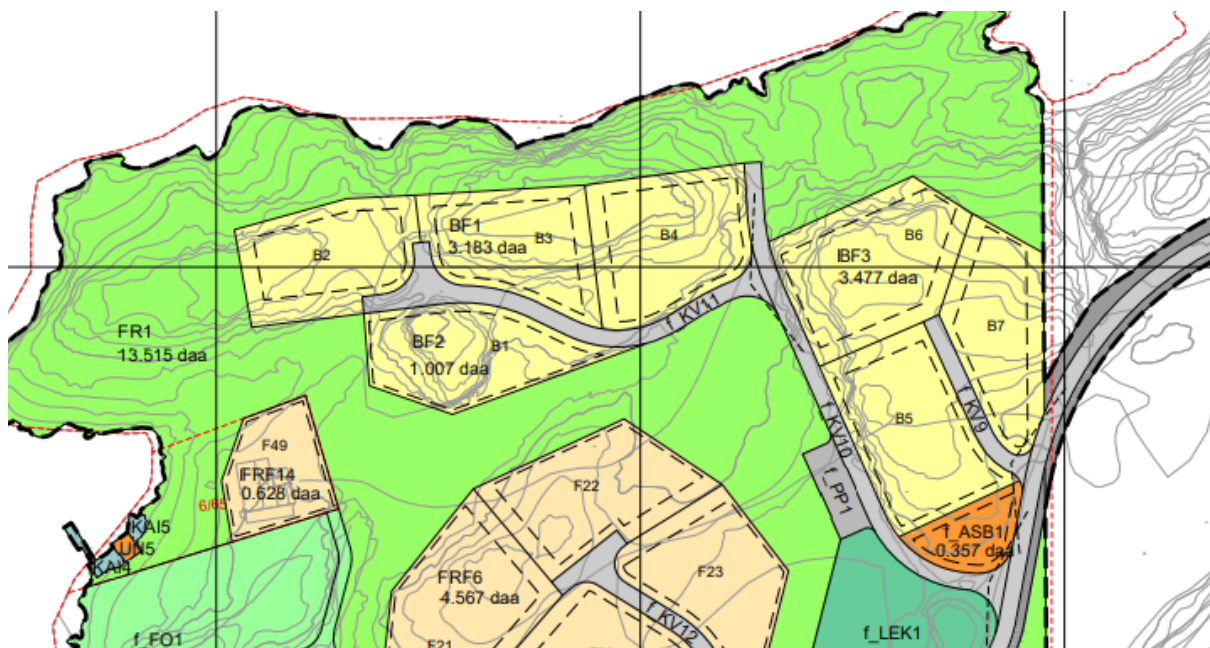 B6
BF1
3.183 daa
B3
B4
B2
BF3
3.477 daa
B7
f_KV11
FR1
13.515 daa
BF2
B1
1.007 daa
f_KV9
B5
f_KV10
F49
FRF14
0.628 daa
6/65
F22
f_PP1
KAI5
UN5
KAI4
f_ASB1
0.357 daa
F23
FRF6
4.567 daa
f_KV12
f_FO1
f_LEK1
F21